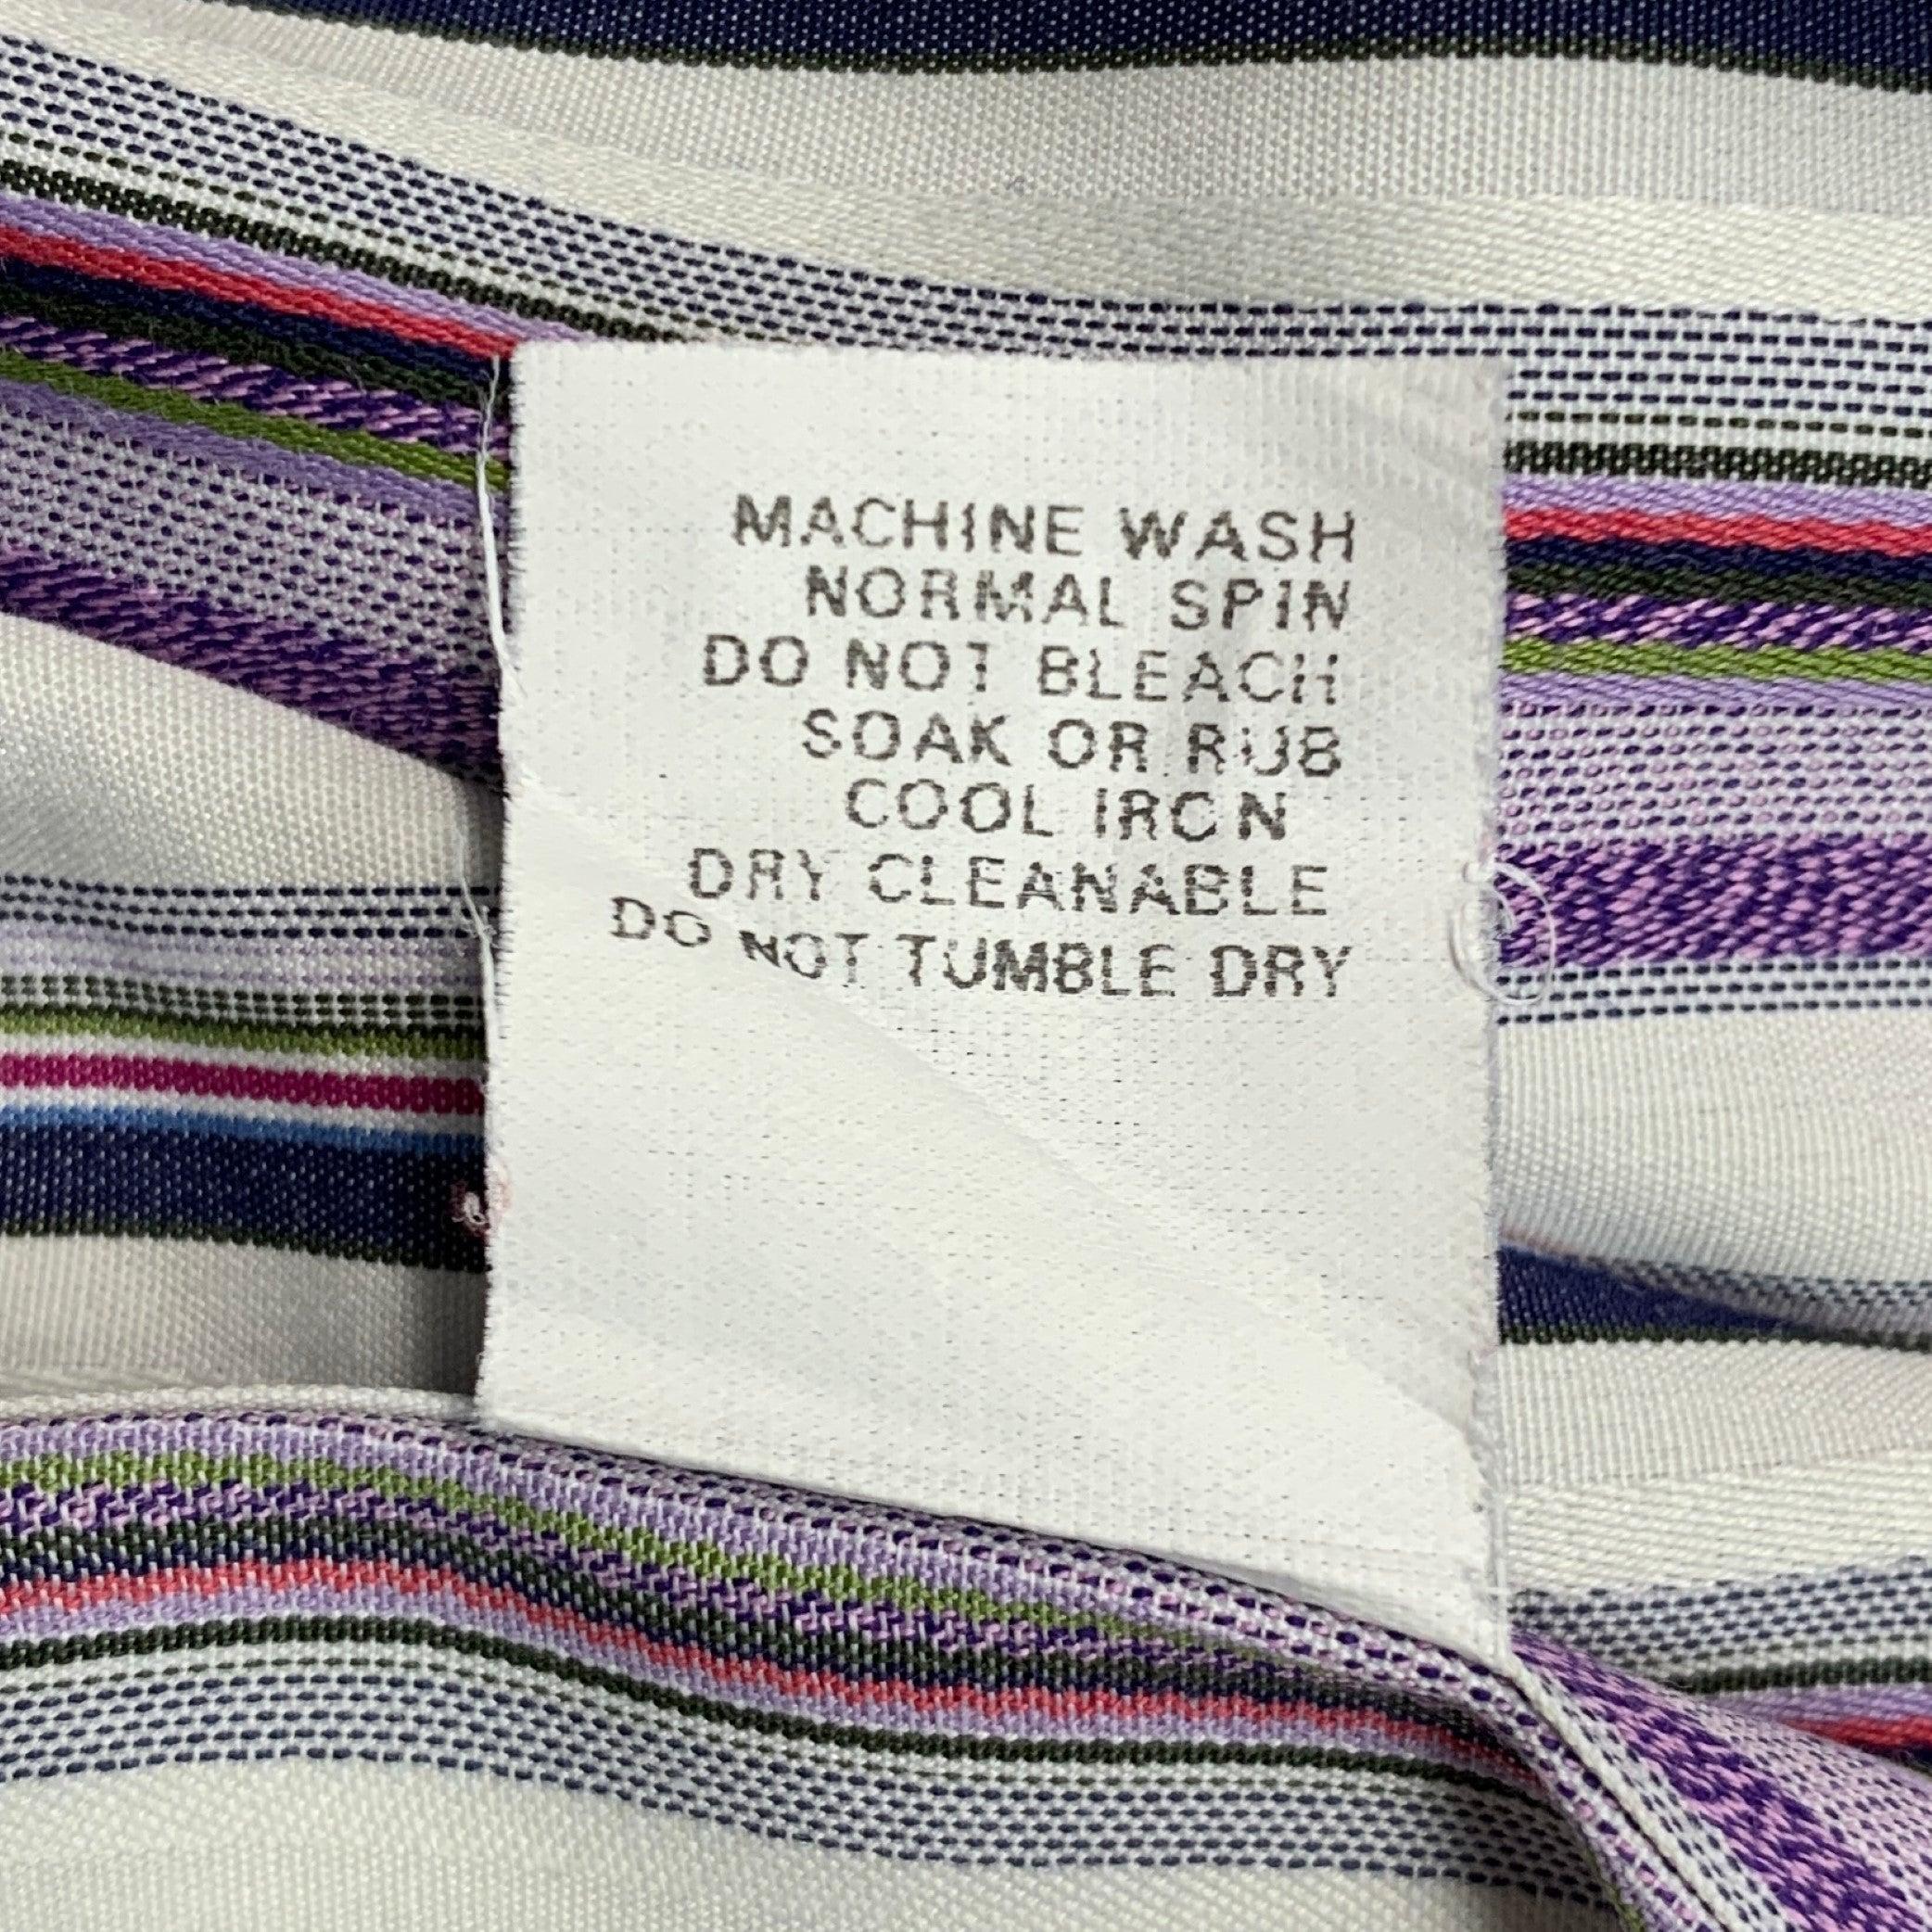 MACHINE WASH
NORMAL SPIN
DO NOT BLEACH
SOAK OR RUB
COOL IRON
DRY CLEANABLE
DO NOT TUMBLE DRY